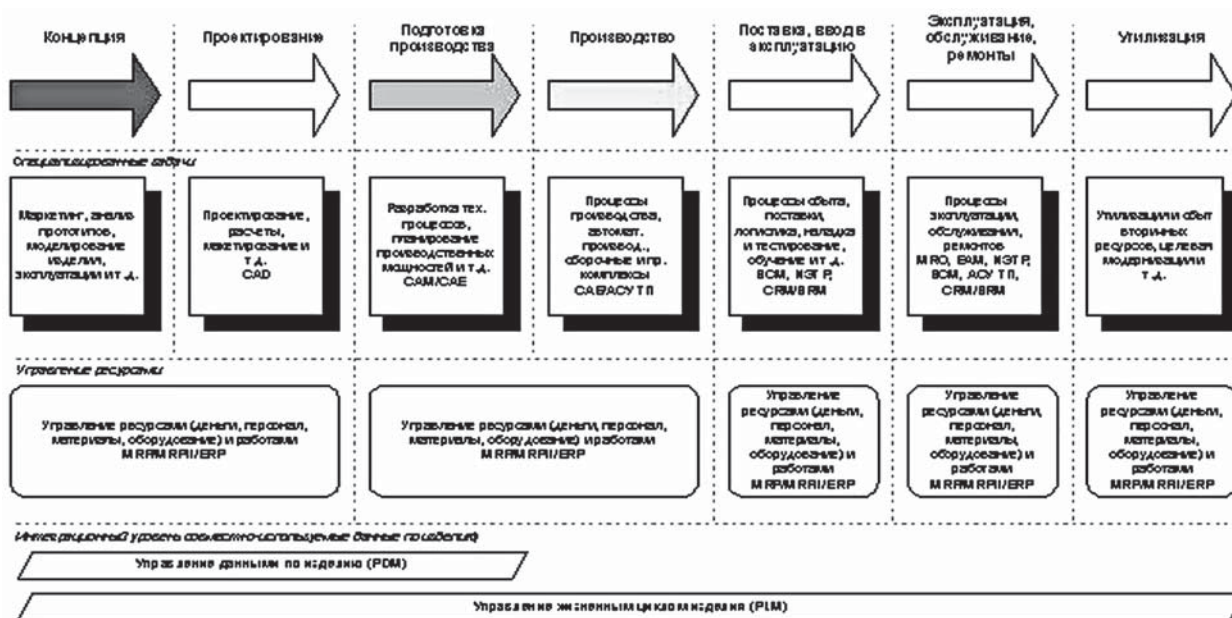 Концепция
Проектирование
Подготовка
производства
Производство
Поставка, ввод в
эксплуатацию
Эксплуатация,
обслуживание,
ремонты
Утилизация
Специализированные задачи
Маркетинг, анализ
прототипов,
моделирование
изделия,
эксплуатации и т.д.
Проектирование,
расчеты,
макетирование и
т.д.
CAD
Разработка тех.
процессов,
планирование
производственных
мощностей и т.д.
CAM/CAE
Процессы
производства,
автомат.
производ.,
сборочные и пр.
комплексы
CAE/АСУ ТП
Процессы сбыта,
поставки,
логистика, наладка
и тестирование,
обучение и т.д.
ИЭТР,
CRM/
Процессы
эксплуатации,
обслуживания,
ремонтов
MRO, EAM, ИЭТР,
АСУ ТП,
CRM/
Утилизация и сбыт
вторичных
ресурсов, целевая
модернизация и
т.д.
Управление ресурсами
Управление ресурсами (деньги, персонал,
материалы, оборудование) и работами
MRP/MRPII/ERP
Управление ресурсами (деньги, персонал,
материалы, оборудование) и работами
MRP/MRPII/ERP
Управление
ресурсами (деньги,
персонал,
материалы,
оборудование) и
работами
MRP/MRPII/ERP
Управление
ресурсами (деньги,
персонал,
материалы,
оборудование) и
работами
MRP/MRPII/ERP
Управление
ресурсами (деньги,
персонал,
материалы,
оборудование) и
работами
MRP/MRPII/ERP
Интеграционный уровень совместно-используемые данные по изделию)
Управление данными по изделию (PDM)
Управление жизненным циклом изделия (PLM)